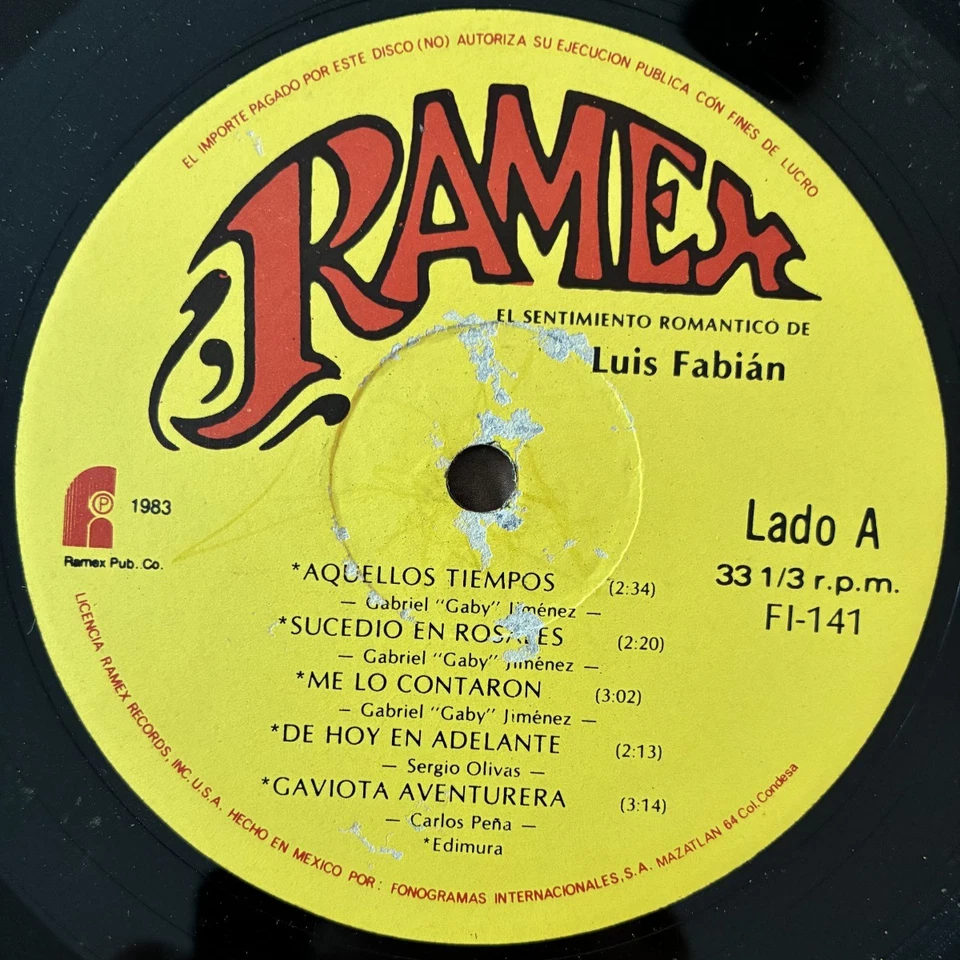 EL IMPORTE PAGADO POR ESTE DISCO (NO) AUTORIZA SU EJECUCION PUBLICA CON FINES DE LUCRO
RAMEX
EL SENTIMIENTO ROMANTICO DE
Luis Fabián
℗ 1983
Ramex Pub. Co.
Lado A
33 1/3 r.p.m.
FI-141
*AQUELLOS TIEMPOS (2:34)
— Gabriel "Gaby" Jiménez —
*SUCEDIO EN ROSALES (2:20)
— Gabriel "Gaby" Jiménez —
*ME LO CONTARON (3:02)
— Gabriel "Gaby" Jiménez —
*DE HOY EN ADELANTE (2:13)
— Sergio Olivas —
*GAVIOTA AVENTURERA (3:14)
— Carlos Peña —
*Edimura
LICENCIA RAMEX RECORDS, INC. U.S.A. HECHO EN MEXICO POR: FONOGRAMAS INTERNACIONALES, S.A. MAZATLAN 64 Col. Condesa